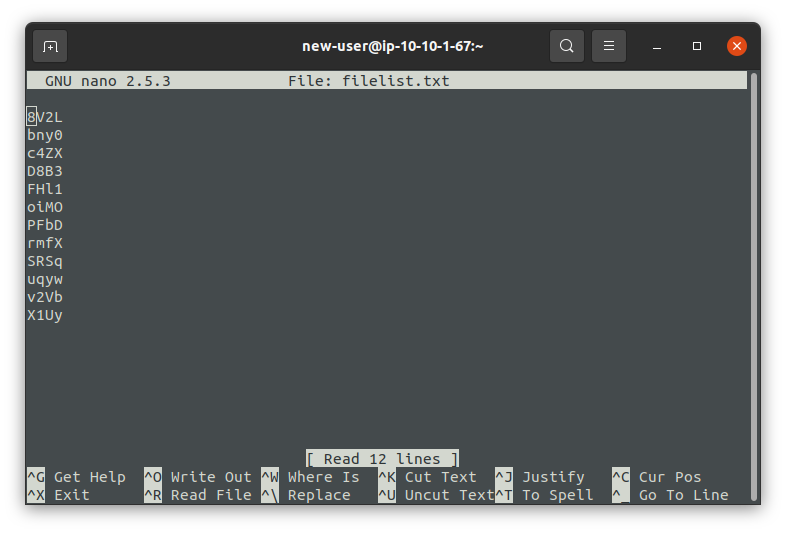 new-user@ip-10-10-1-67:~
GNU nano 2.5.3 File: filelist.txt
8V2L
bny0
c4ZX
D8B3
FHl1
oiMO
PFbD
rmfX
SRSq
uqyw
v2Vb
X1Uy
[ Read 12 lines ]
^G Get Help ^O Write Out ^W Where Is ^K Cut Text ^J Justify ^C Cur Pos
^X Exit ^R Read File ^\ Replace ^U Uncut Text^T To Spell ^_ Go To Line